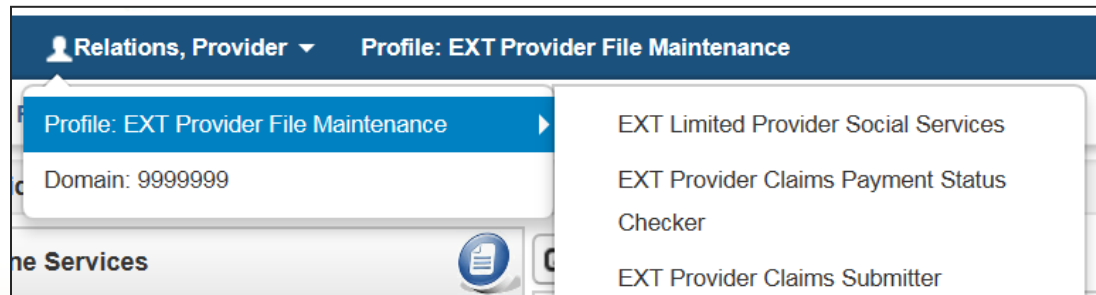 Relations, Provider Profile: EXT Provider File Maintenance
Profile: EXT Provider File Maintenance
Domain: 9999999
EXT Limited Provider Social Services
EXT Provider Claims Payment Status
Checker
EXT Provider Claims Submitter
ne Services